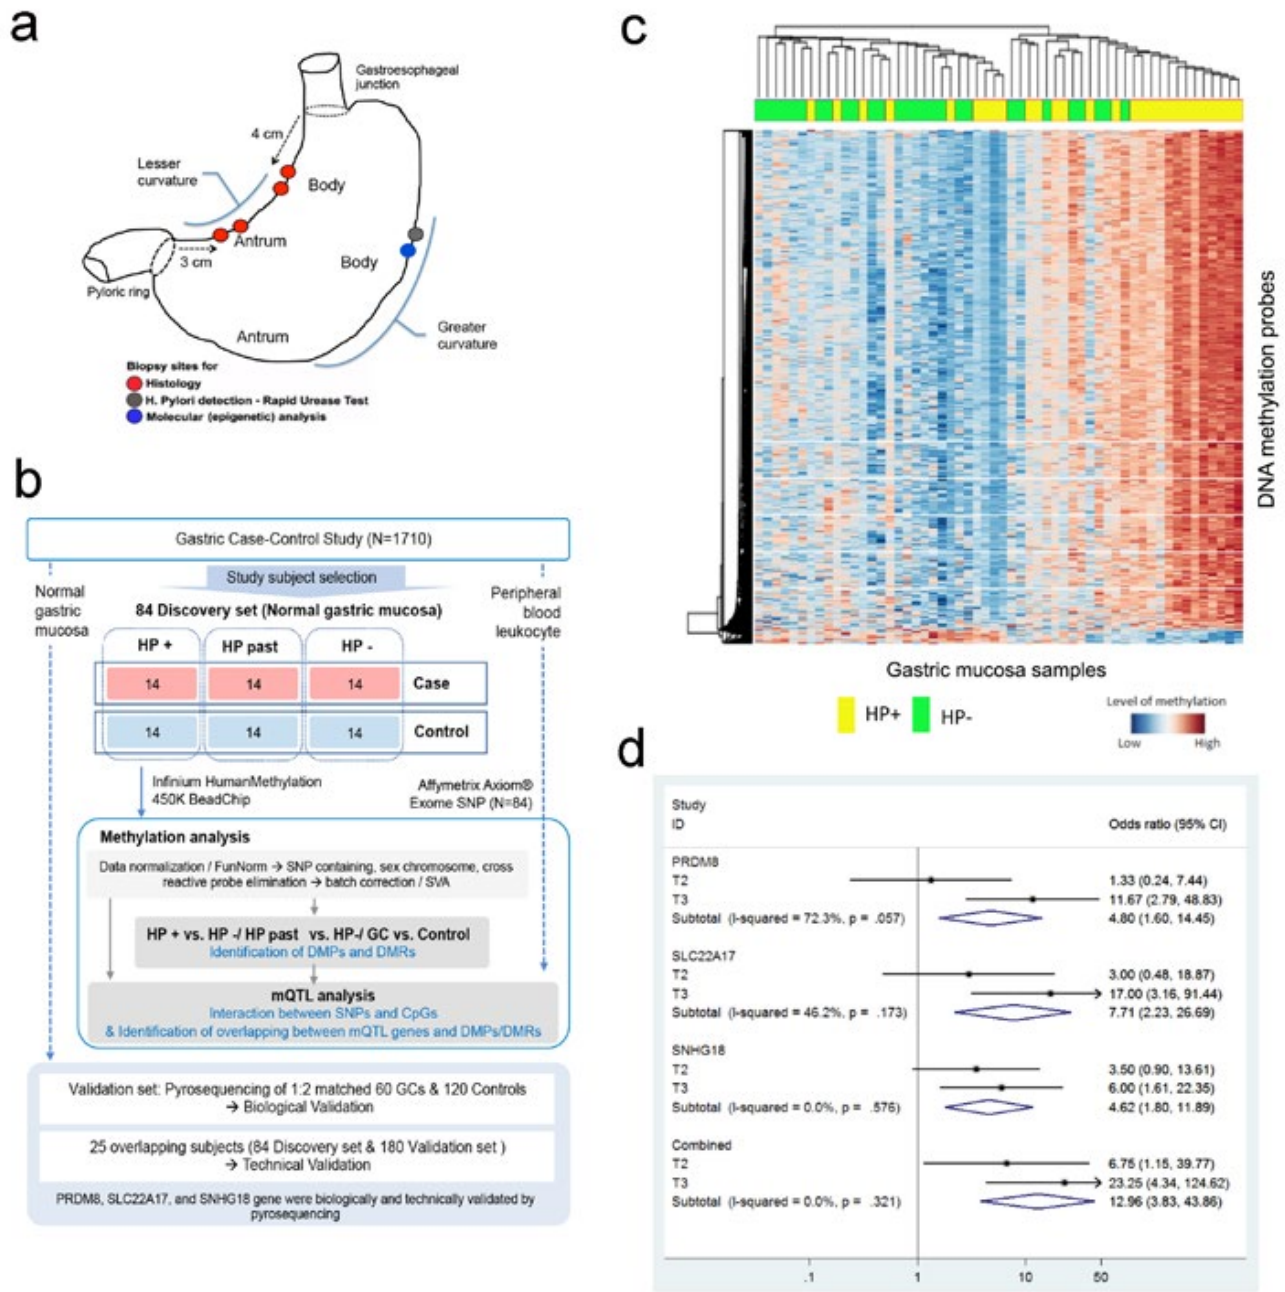 a
Gastroesophageal
junction
4 cm
Lesser
curvature
Body
Antrum
3 cm
Body
Pyloric ring
Antrum
Greater
curvature
Biopsy sites for
Histology
H. Pylori detection - Rapid Urease Test
Molecular (epigenetic) analysis
b
Gastric Case-Control Study (N=1710)
Study subject selection
Normal
gastric
mucosa
Peripheral
blood
leukocyte
84 Discovery set (Normal gastric mucosa)
HP + HP past HP -
14 14 14 Case
14 14 14 Control
Infinium HumanMethylation
450K BeadChip
Affymetrix Axiom®
Exome SNP (N=84)
Methylation analysis
Data normalization / FunNorm → SNP containing, sex chromosome, cross
reactive probe elimination → batch correction / SVA
HP + vs. HP -/ HP past vs. HP-/ GC vs. Control
Identification of DMPs and DMRs
mQTL analysis
Interaction between SNPs and CpGs
& Identification of overlapping between mQTL genes and DMPs/DMRs
Validation set: Pyrosequencing of 1:2 matched 60 GCs & 120 Controls
→ Biological Validation
25 overlapping subjects (84 Discovery set & 180 Validation set )
→ Technical Validation
PRDM8, SLC22A17, and SNHG18 gene were biologically and technically validated by
pyrosequencing
c
DNA methylation probes
Gastric mucosa samples
HP+ HP-
Level of methylation
Low High
d
Study
ID Odds ratio (95% CI)
PRDM8
T2 1.33 (0.24, 7.44)
T3 11.67 (2.79, 48.83)
Subtotal (I-squared = 72.3%, p = .057) 4.80 (1.60, 14.45)
SLC22A17
T2 3.00 (0.48, 18.87)
T3 17.00 (3.16, 91.44)
Subtotal (I-squared = 46.2%, p = .173) 7.71 (2.23, 26.69)
SNHG18
T2 3.50 (0.90, 13.61)
T3 6.00 (1.61, 22.35)
Subtotal (I-squared = 0.0%, p = .576) 4.62 (1.80, 11.89)
Combined
T2 6.75 (1.15, 39.77)
T3 23.25 (4.34, 124.62)
Subtotal (I-squared = 0.0%, p = .321) 12.96 (3.83, 43.86)
.1 1 10 50